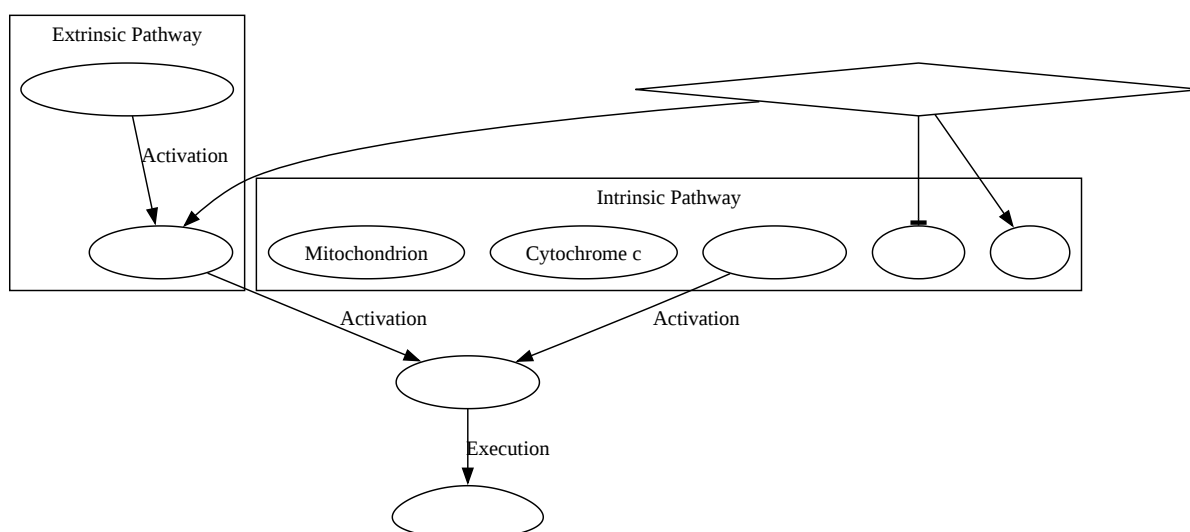 Extrinsic Pathway
Activation
Intrinsic Pathway
Mitochondrion
Cytochrome c
Activation
Activation
Execution